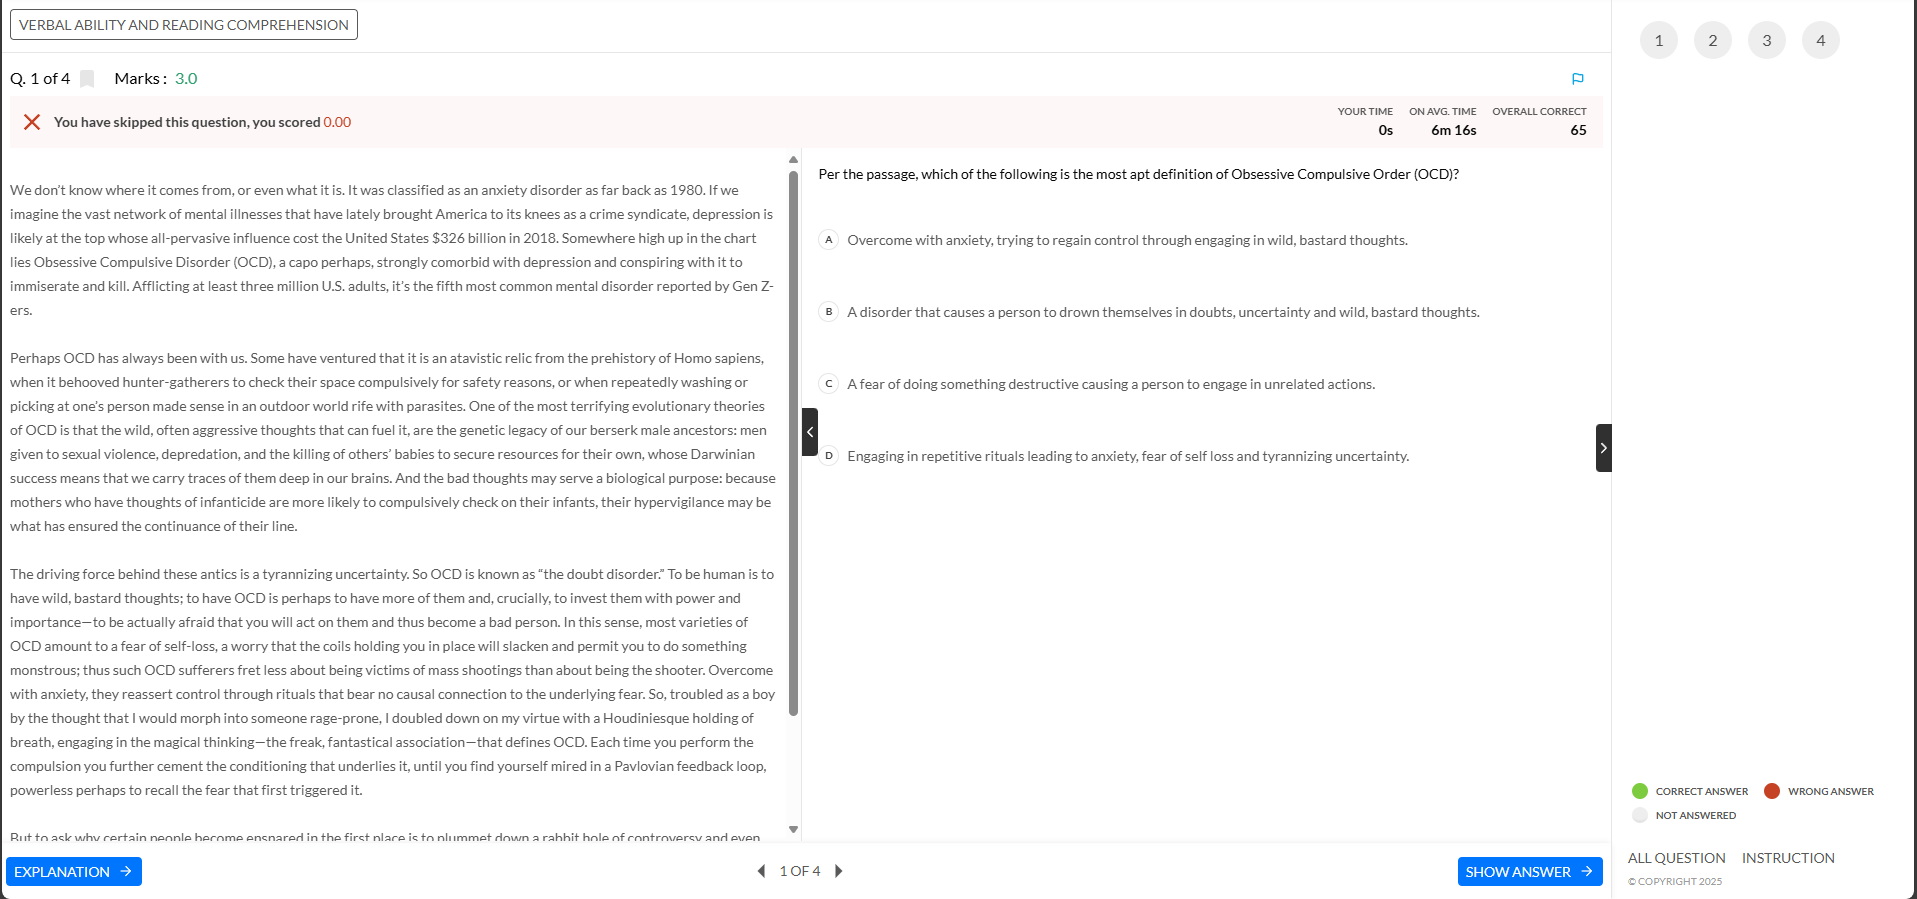 VERBAL ABILITY AND READING COMPREHENSION
Q. 1 of 4 Marks : 3.0
You have skipped this question, you scored 0.00
YOUR TIME ON AVG. TIME OVERALL CORRECT
0s 6m 16s 65
We don't know where it comes from, or even what it is. It was classified as an anxiety disorder as far back as 1980. If we
imagine the vast network of mental illnesses that have lately brought America to its knees as a crime syndicate, depression is
likely at the top whose all-pervasive influence cost the United States $326 billion in 2018. Somewhere high up in the chart
lies Obsessive Compulsive Disorder (OCD), a capo perhaps, strongly comorbid with depression and conspiring with it to
immiserate and kill. Afflicting at least three million U.S. adults, it's the fifth most common mental disorder reported by Gen Z-
ers.
Perhaps OCD has always been with us. Some have ventured that it is an atavistic relic from the prehistory of Homo sapiens,
when it behooved hunter-gatherers to check their space compulsively for safety reasons, or when repeatedly washing or
picking at one's person made sense in an outdoor world rife with parasites. One of the most terrifying evolutionary theories
of OCD is that the wild, often aggressive thoughts that can fuel it, are the genetic legacy of our berserk male ancestors: men
given to sexual violence, depredation, and the killing of others' babies to secure resources for their own, whose Darwinian
success means that we carry traces of them deep in our brains. And the bad thoughts may serve a biological purpose: because
mothers who have thoughts of infanticide are more likely to compulsively check on their infants, their hypervigilance may be
what has ensured the continuance of their line.
The driving force behind these antics is a tyrannizing uncertainty. So OCD is known as “the doubt disorder.” To be human is to
have wild, bastard thoughts; to have OCD is perhaps to have more of them and, crucially, to invest them with power and
importance—to be actually afraid that you will act on them and thus become a bad person. In this sense, most varieties of
OCD amount to a fear of self-loss, a worry that the coils holding you in place will slacken and permit you to do something
monstrous; thus such OCD sufferers fret less about being victims of mass shootings than about being the shooter. Overcome
with anxiety, they reassert control through rituals that bear no causal connection to the underlying fear. So, troubled as a boy
by the thought that I would morph into someone rage-prone, I doubled down on my virtue with a Houdiniesque holding of
breath, engaging in the magical thinking—the freak, fantastical association—that defines OCD. Each time you perform the
compulsion you further cement the conditioning that underlies it, until you find yourself mired in a Pavlovian feedback loop,
powerless perhaps to recall the fear that first triggered it.
But to ask why certain people become ensnared in the first place is to plummet down a rabbit hole of controversy and even
Per the passage, which of the following is the most apt definition of Obsessive Compulsive Order (OCD)?
A Overcome with anxiety, trying to regain control through engaging in wild, bastard thoughts.
B A disorder that causes a person to drown themselves in doubts, uncertainty and wild, bastard thoughts.
C A fear of doing something destructive causing a person to engage in unrelated actions.
D Engaging in repetitive rituals leading to anxiety, fear of self loss and tyrannizing uncertainty.
EXPLANATION
1 OF 4
SHOW ANSWER
1 2 3 4
CORRECT ANSWER WRONG ANSWER
NOT ANSWERED
ALL QUESTION INSTRUCTION
© COPYRIGHT 2025